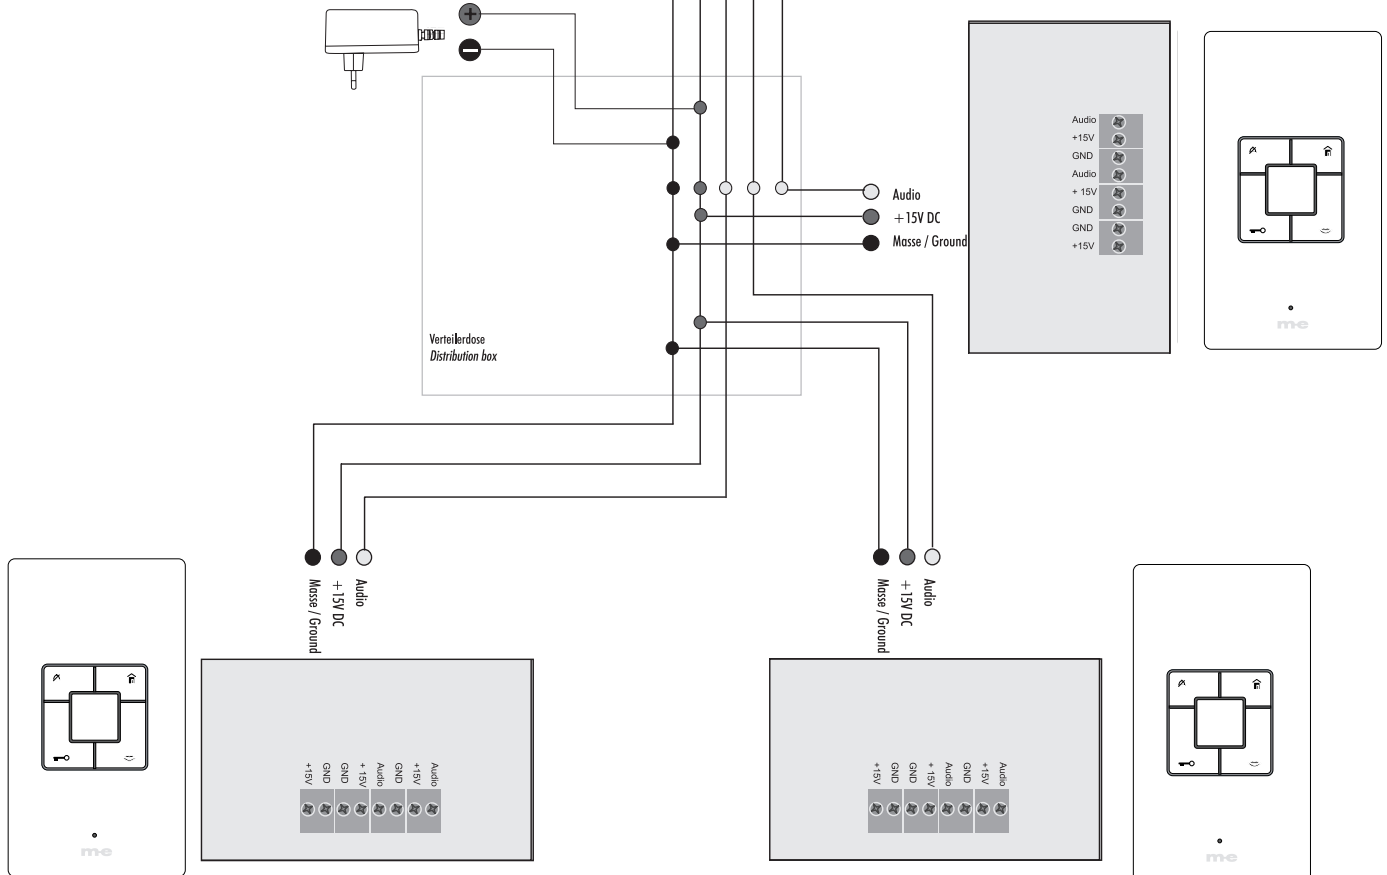 Audio
+15V
GND
Audio
+ 15V
GND
GND
+15V
Audio
+15V DC
Masse / Ground
m-e
Verteilerdose
Distribution box
Masse / Ground
+15V DC
Audio
Masse / Ground
+15V DC
Audio
+15V
GND
GND
+ 15V
Audio
GND
+15V
Audio
m-e
+15V
GND
GND
+ 15V
Audio
GND
+15V
Audio
m-e